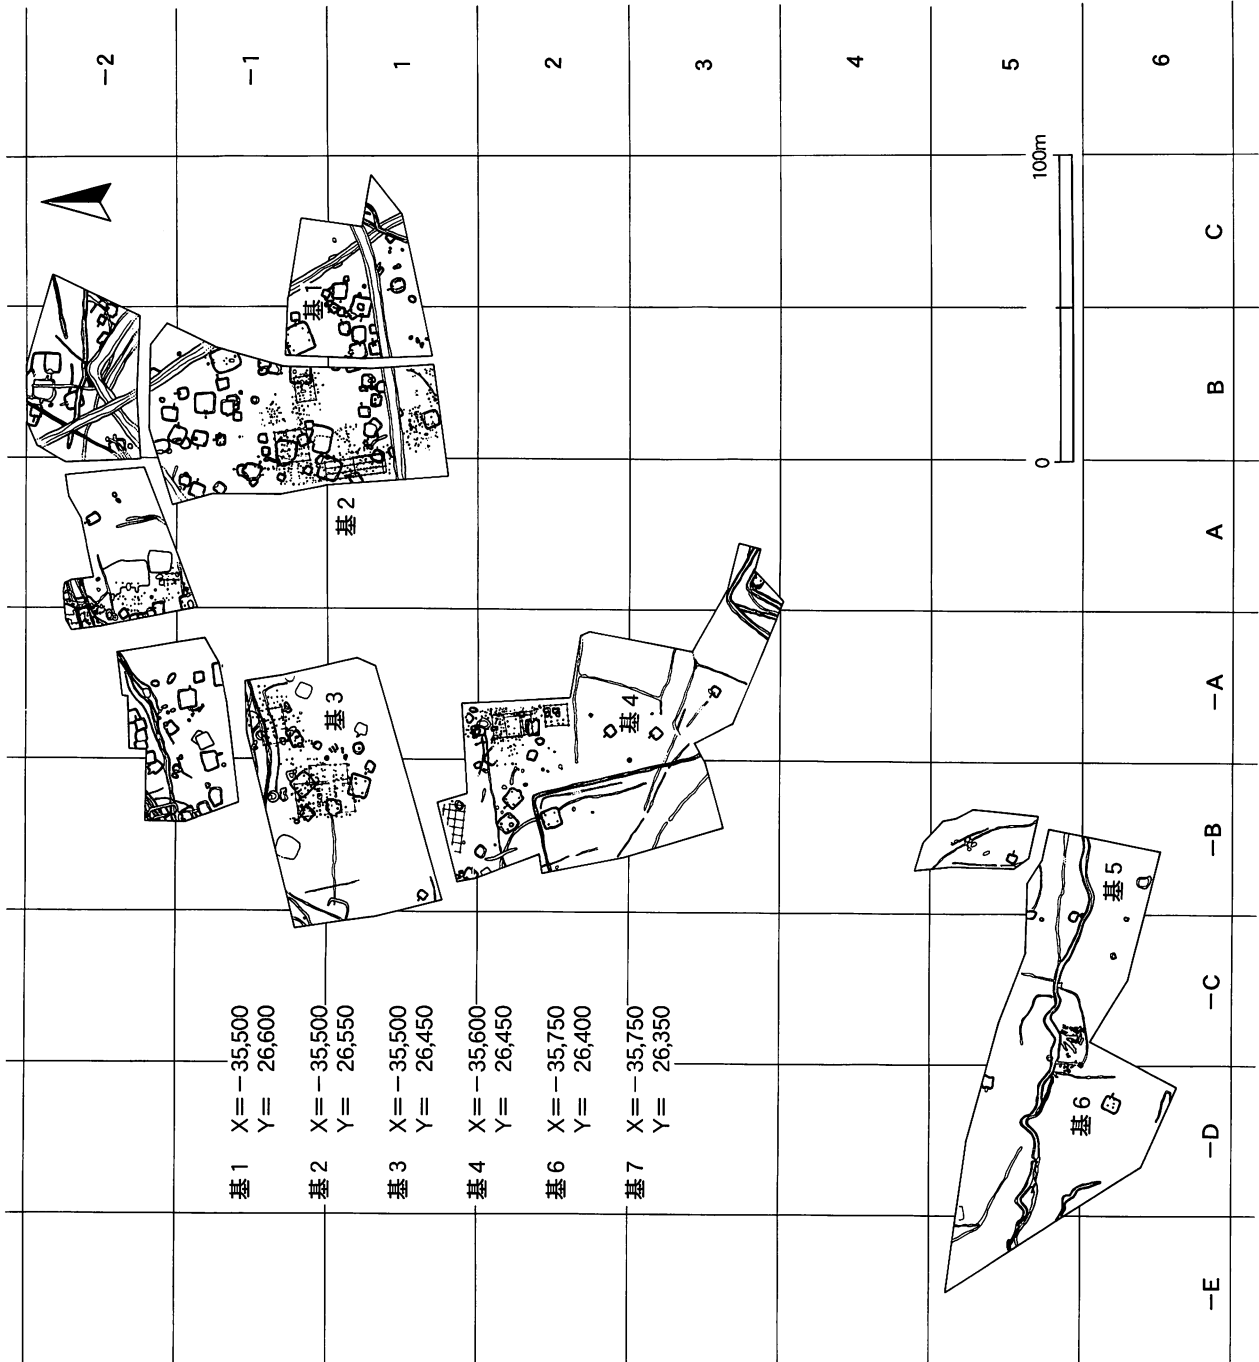 −2
−1
1
2
3
4
5
6
C
B
A
−A
−B
−C
−D
−E
100m
0
基1
基2
基3
基4
基5
基6
基1 X=−35,500
Y= 26,600
基2 X=−35,500
Y= 26,550
基3 X=−35,500
Y= 26,450
基4 X=−35,600
Y= 26,450
基6 X=−35,750
Y= 26,400
基7 X=−35,750
Y= 26,350